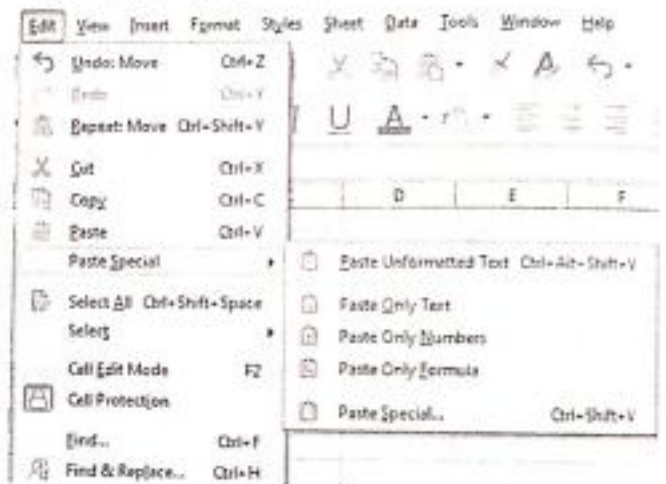 Edit View Insert Format Styles Sheet Data Tools Window Help
Undo: Move Ctrl+Z
Redo Ctrl+Y
Repeat: Move Ctrl+Shift+Y
Cut Ctrl+X
Copy Ctrl+C
Paste Ctrl+V
Paste Special
Select All Ctrl+Shift+Space
Select
Cell Edit Mode F2
Cell Protection
Find... Ctrl+F
Find & Replace... Ctrl+H
U A
D E F
Paste Unformatted Text Ctrl+Alt+Shift+V
Paste Only Text
Paste Only Numbers
Paste Only Formula
Paste Special... Ctrl+Shift+V